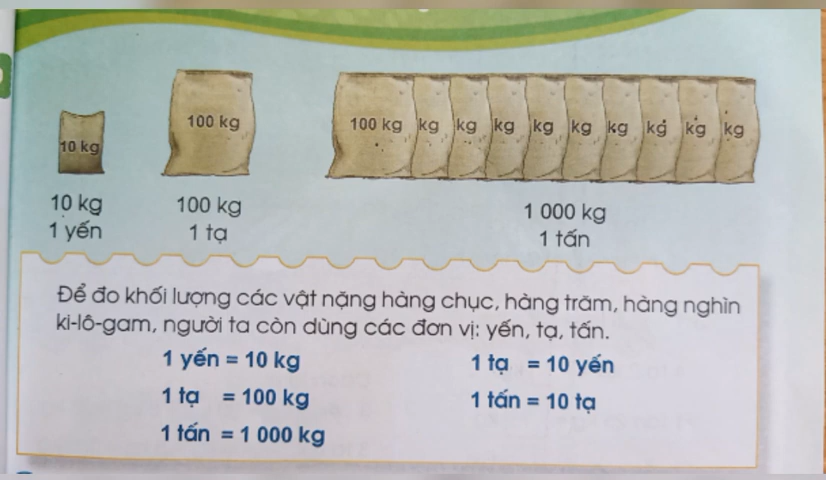 10 kg
100 kg
100 kg kg kg kg kg kg kg kg kg kg
10 kg
1 yến
100 kg
1 tạ
1 000 kg
1 tấn
Để đo khối lượng các vật nặng hàng chục, hàng trăm, hàng nghìn
ki-lô-gam, người ta còn dùng các đơn vị: yến, tạ, tấn.
1 yến = 10 kg
1 tạ = 100 kg
1 tấn = 1 000 kg
1 tạ = 10 yến
1 tấn = 10 tạ